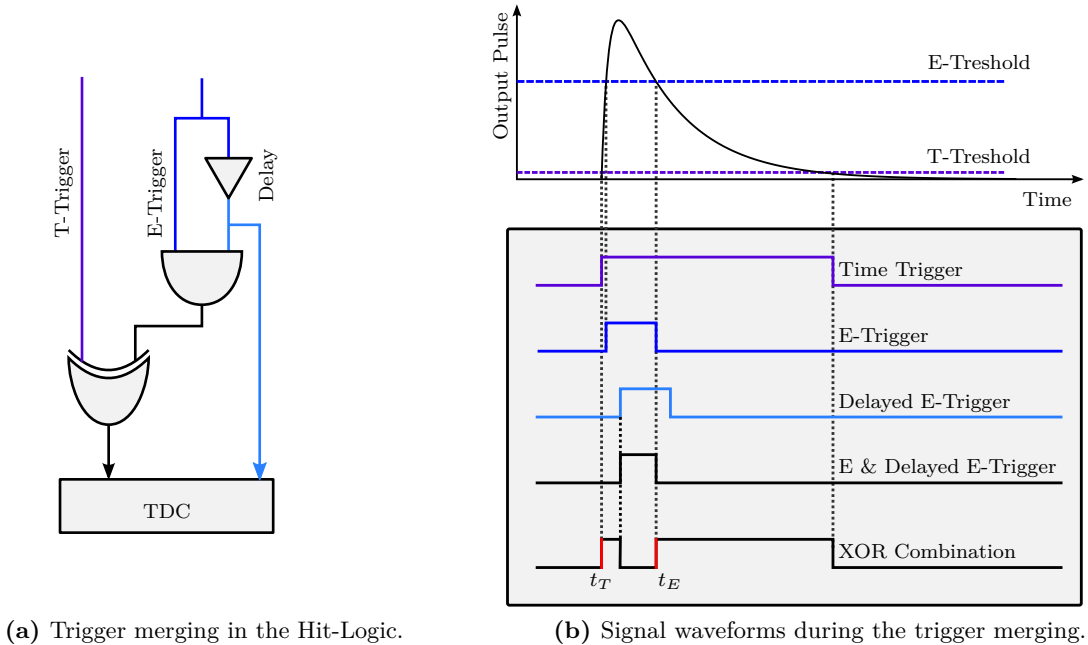 T-Trigger
E-Trigger
Delay
TDC
(a) Trigger merging in the Hit-Logic.
Output Pulse
E-Treshold
T-Treshold
Time
Time Trigger
E-Trigger
Delayed E-Trigger
E & Delayed E-Trigger
XOR Combination
t_T
t_E
(b) Signal waveforms during the trigger merging.